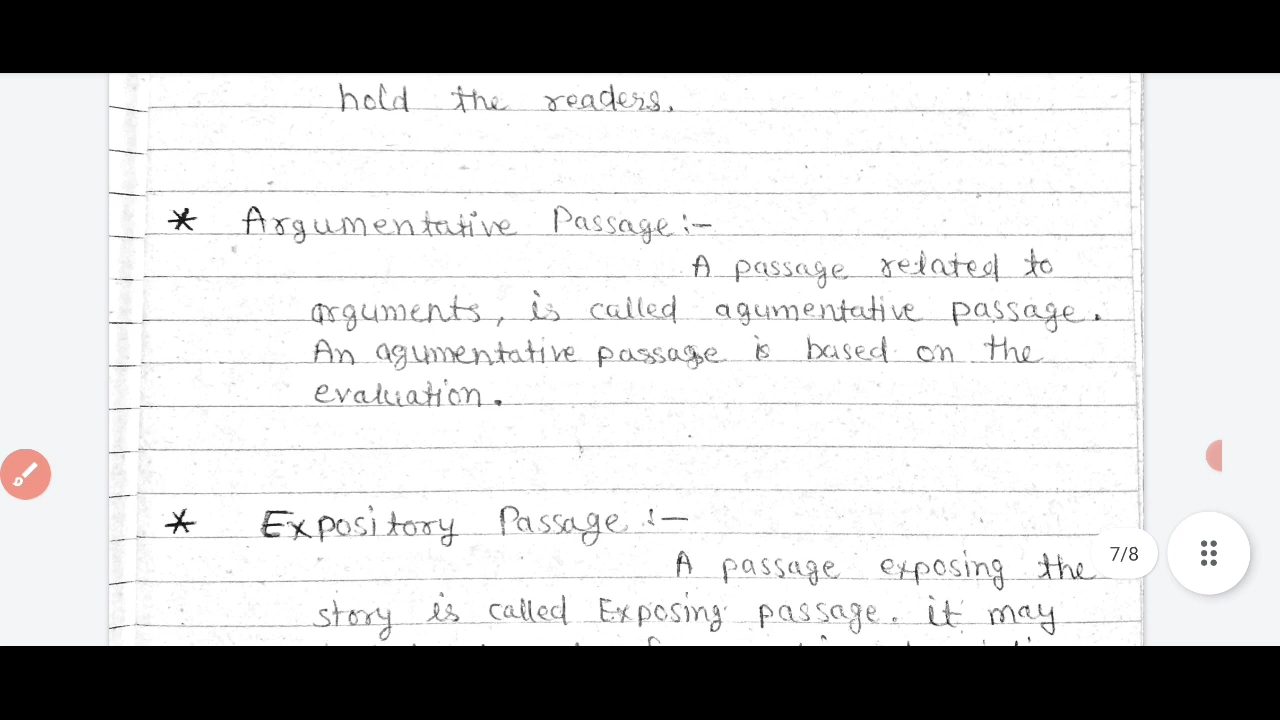 hold the readers.
* Argumentative Passage:-
A passage related to
arguments, is called agumentative passage.
An agumentative passage is based on the
evaluation.
* Expository Passage :-
A passage exposing the
7/8
story is called Exposing passage. it may